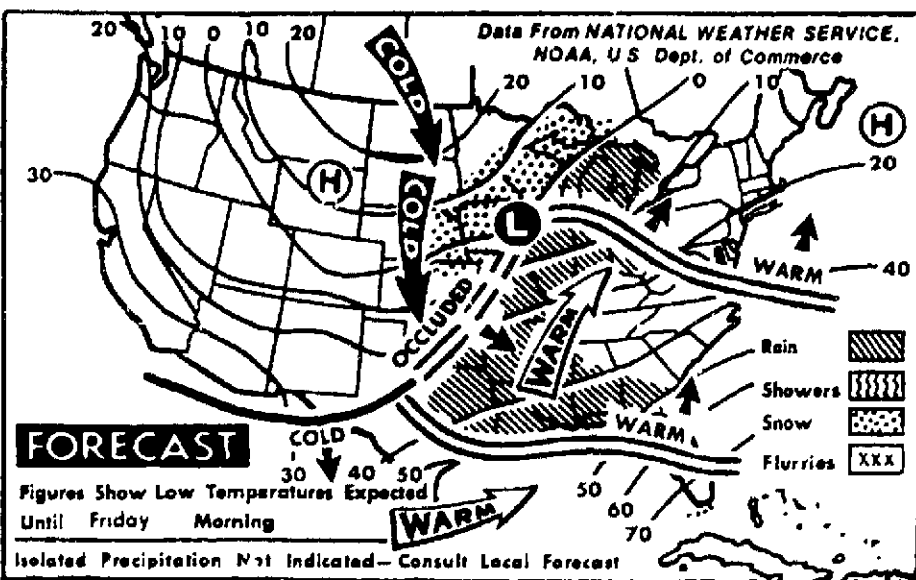 Data From NATIONAL WEATHER SERVICE,
NOAA, U.S. Dept. of Commerce
20 10 0 10 20
COLD
20 10 0 10
H
30
H
COLD
20
L
WARM 40
OCCLUDED
WARM
Rain
Showers
Snow
Flurries XXX
WARM
FORECAST
COLD
30 40 50
50
60
70
Figures Show Low Temperatures Expected
Until Friday Morning
WARM
Isolated Precipitation Not Indicated— Consult Local Forecast